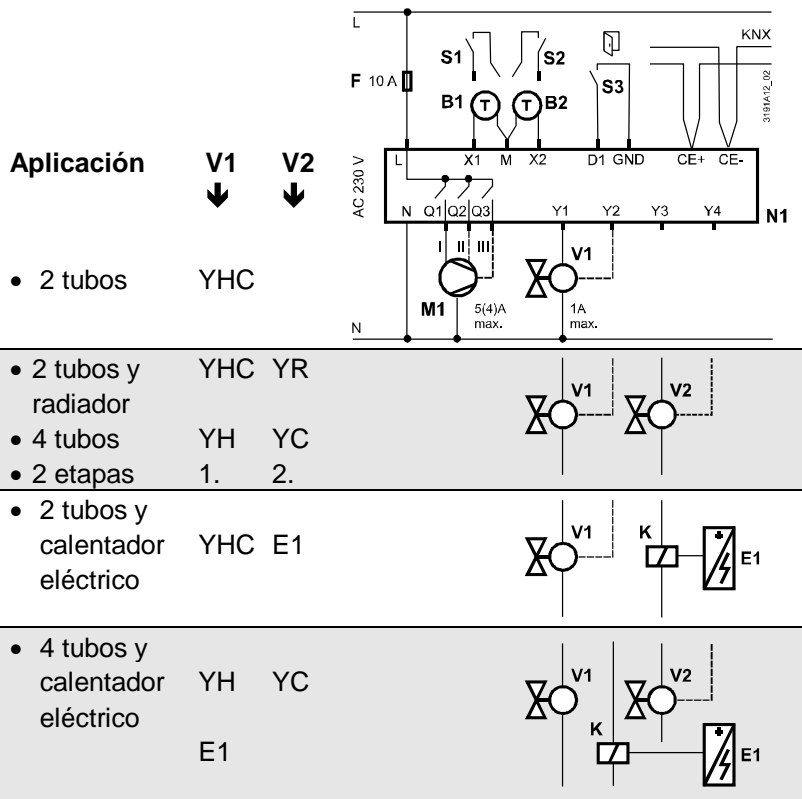 L
KNX
S1 S2
S3
F 10 A
B1 T T B2
3191A12_02
Aplicación V1 V2
AC 230 V
L X1 M X2 D1 GND CE+ CE-
N Q1 Q2 Q3 Y1 Y2 Y3 Y4 N1
I II III
V1
• 2 tubos YHC
M1 5(4)A max.
1A max.
N
• 2 tubos y radiador YHC YR
V1 V2
• 4 tubos YH YC
• 2 etapas 1. 2.
• 2 tubos y
calentador YHC E1
eléctrico
V1 K E1
• 4 tubos y
calentador YH YC
eléctrico
E1
V1 V2
K E1